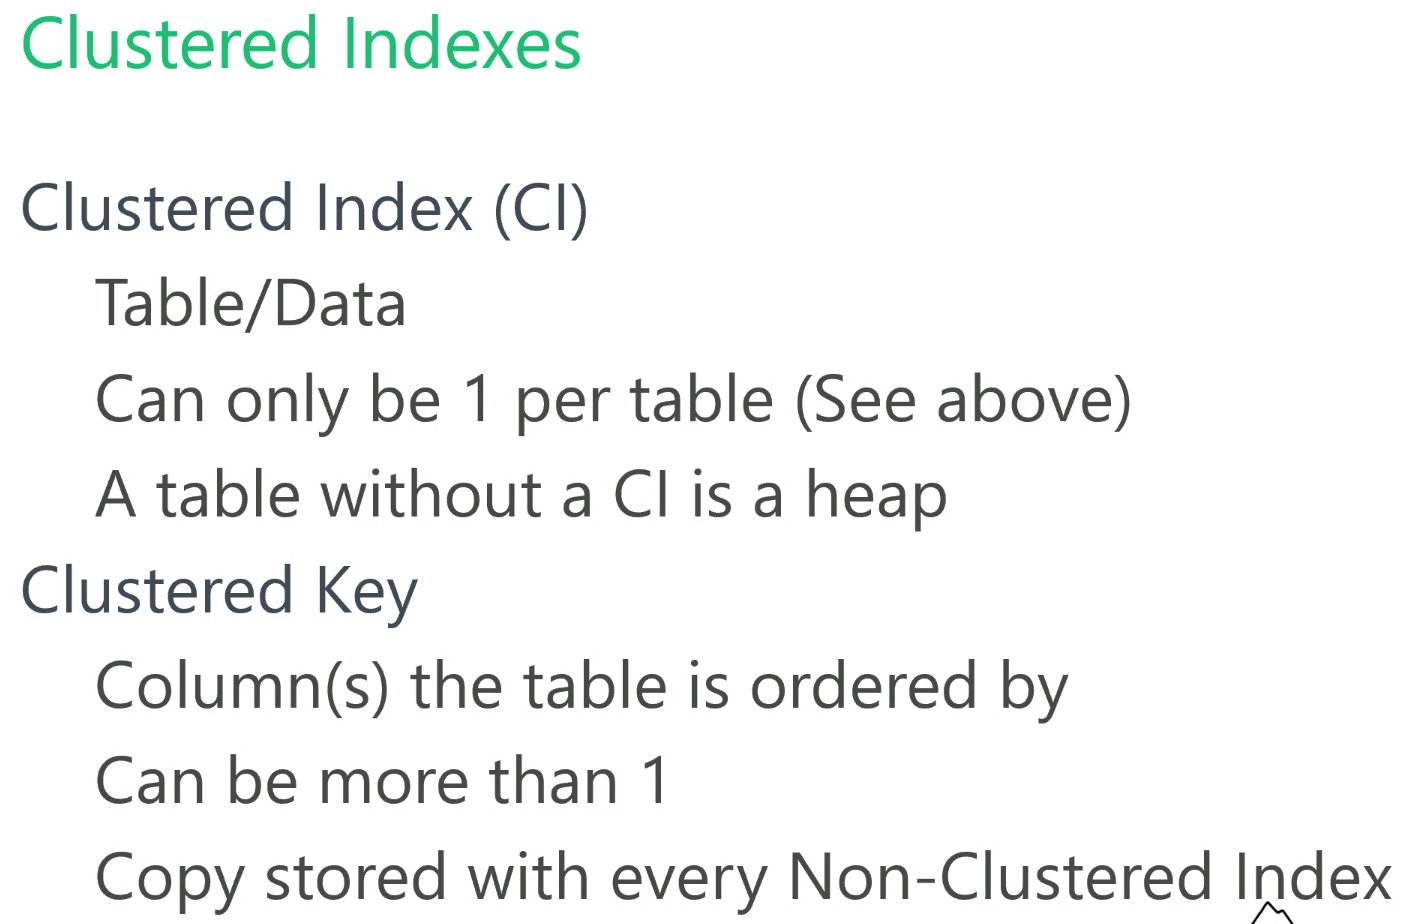 Clustered Indexes
Clustered Index (CI)
Table/Data
Can only be 1 per table (See above)
A table without a CI is a heap
Clustered Key
Column(s) the table is ordered by
Can be more than 1
Copy stored with every Non-Clustered Index